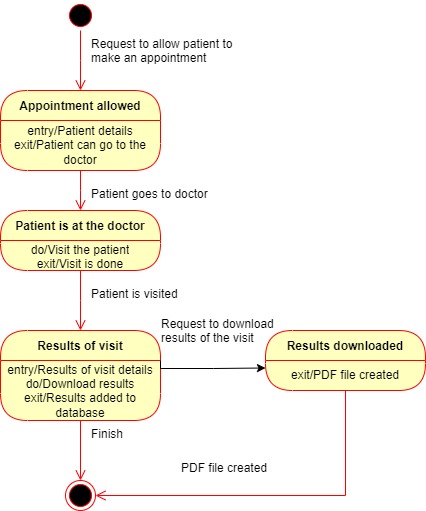 Request to allow patient to
make an appointment
Appointment allowed
entry/Patient details
exit/Patient can go to the
doctor
Patient goes to doctor
Patient is at the doctor
do/Visit the patient
exit/Visit is done
Patient is visited
Request to download
results of the visit
Results of visit
entry/Results of visit details
do/Download results
exit/Results added to
database
Results downloaded
exit/PDF file created
Finish
PDF file created